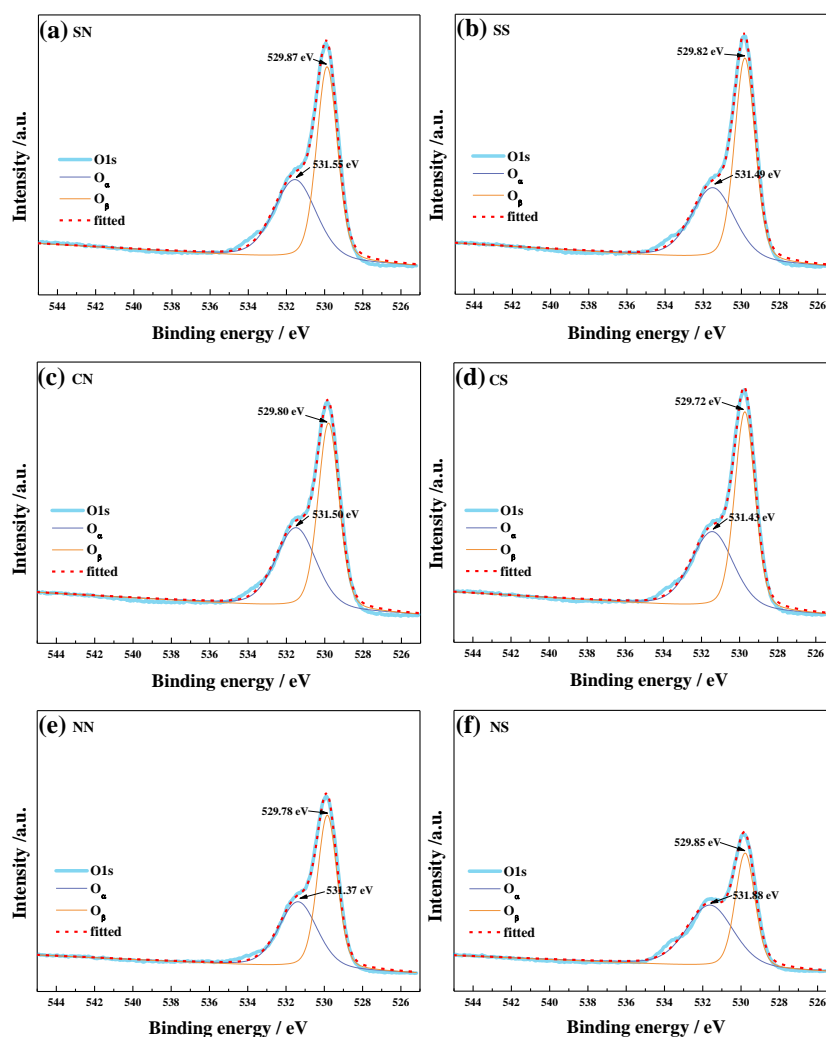 (a) SN
529.87 eV
531.55 eV
O1s
Oα
Oβ
fitted
Intensity /a.u.
544 542 540 538 536 534 532 530 528 526
Binding energy / eV
(b) SS
529.82 eV
531.49 eV
O1s
Oα
Oβ
fitted
Intensity /a.u.
544 542 540 538 536 534 532 530 528 526
Binding energy / eV
(c) CN
529.80 eV
531.50 eV
O1s
Oα
Oβ
fitted
Intensity /a.u.
544 542 540 538 536 534 532 530 528 526
Binding energy / eV
(d) CS
529.72 eV
531.43 eV
O1s
Oα
Oβ
fitted
Intensity /a.u.
544 542 540 538 536 534 532 530 528 526
Binding energy / eV
(e) NN
529.78 eV
531.37 eV
O1s
Oα
Oβ
fitted
Intensity /a.u.
544 542 540 538 536 534 532 530 528 526
Binding energy / eV
(f) NS
529.85 eV
531.88 eV
O1s
Oα
Oβ
fitted
Intensity /a.u.
544 542 540 538 536 534 532 530 528 526
Binding energy / eV